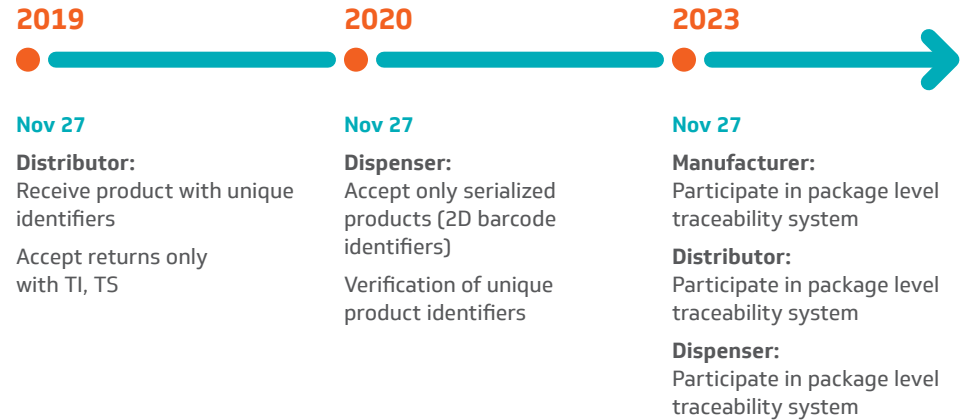 2019
Nov 27
Distributor:
Receive product with unique
identifiers
Accept returns only
with TI, TS
2020
Nov 27
Dispenser:
Accept only serialized
products (2D barcode
identifiers)
Verification of unique
product identifiers
2023
Nov 27
Manufacturer:
Participate in package level
traceability system
Distributor:
Participate in package level
traceability system
Dispenser:
Participate in package level
traceability system